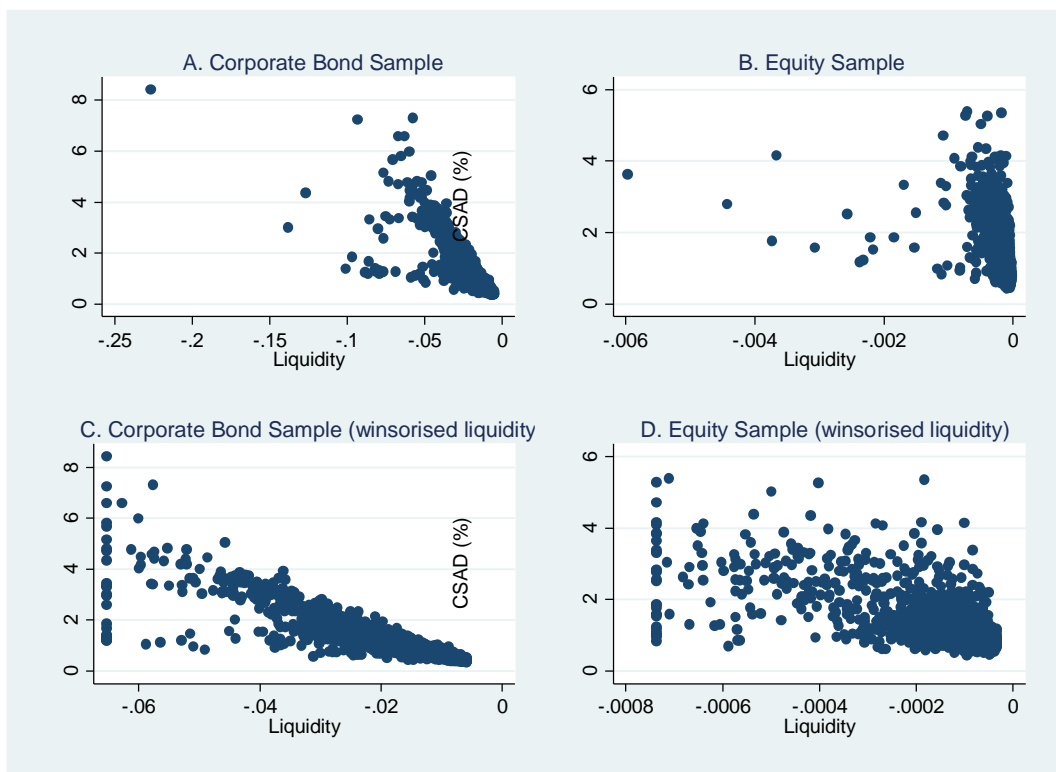 A. Corporate Bond Sample
8
6
4
2
0
-.25 -.2 -.15 -.1 -.05 0
Liquidity
B. Equity Sample
CSAD (%)
6
4
2
0
-.006 -.004 -.002 0
Liquidity
C. Corporate Bond Sample (winsorised liquidity
8
6
4
2
0
-.06 -.04 -.02 0
Liquidity
D. Equity Sample (winsorised liquidity)
CSAD (%)
6
4
2
0
-.0008 -.0006 -.0004 -.0002 0
Liquidity